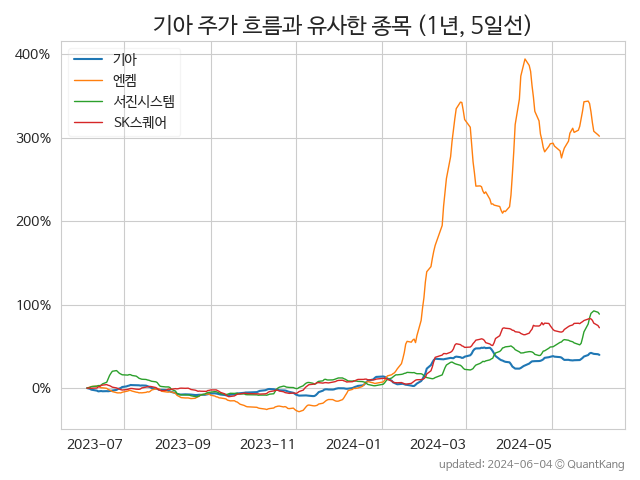 기아 주가 흐름과 유사한 종목 (1년, 5일선)
기아
엔켐
서진시스템
SK스퀘어
400%
300%
200%
100%
0%
2023-07 2023-09 2023-11 2024-01 2024-03 2024-05
updated: 2024-06-04 © QuantKang